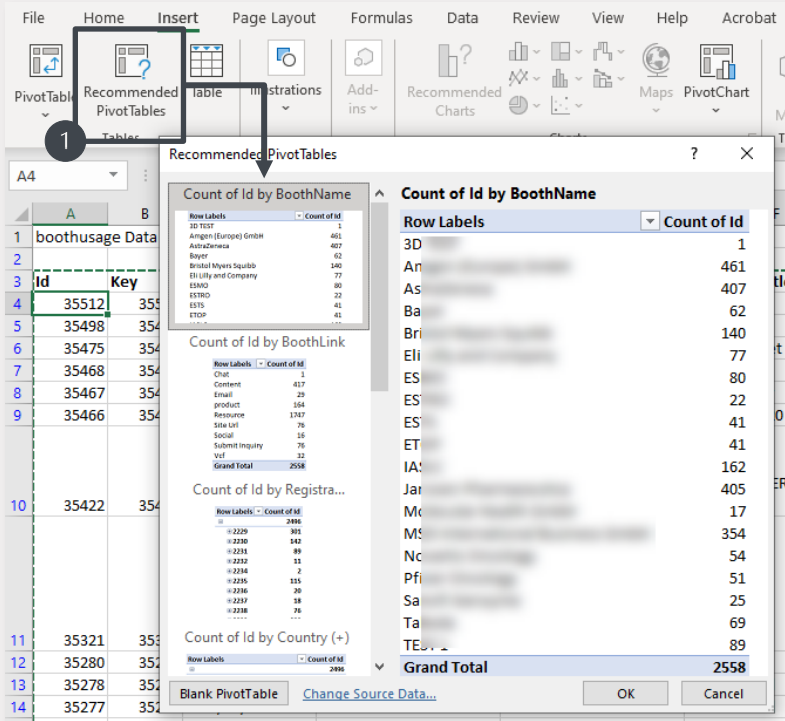 File Home Insert Page Layout Formulas Data Review View Help Acrobat
PivotTable Recommended PivotTables Table Illustrations Add-ins Recommended Charts Maps PivotChart
Tables
1
Recommended PivotTables ? X
A4
A B F
1 boothusage Data
2
3 Id Key
4 35512
5 35498
6 35475
7 35468
8 35467
9 35466
10 35422
11 35321
12 35280
13 35278
14 35277
Count of Id by BoothName
Row Labels Count of Id
3D TEST 1
Amgen (Europe) GmbH 461
AstraZeneca 407
Bayer 62
Bristol Myers Squibb 140
Eli Lilly and Company 77
ESMO 80
ESTRO 22
ESTS 41
ETOP 41
Count of Id by BoothLink
Row Labels Count of Id
Chat 1
Content 417
Email 29
product 164
Resource 1747
Site Url 76
Social 16
Submit Inquiry 76
Vcf 32
Grand Total 2558
Count of Id by Registra...
Row Labels Count of Id
2496
2229 301
2230 142
2231 89
2232 11
2234 2
2235 115
2236 20
2237 18
2238 76
Count of Id by Country (+)
Row Labels Count of Id
2496
Count of Id by BoothName
Row Labels Count of Id
3D 1
461
407
62
140
Eli 77
80
22
41
41
162
405
17
354
54
51
25
69
89
Grand Total 2558
Blank PivotTable Change Source Data... OK Cancel